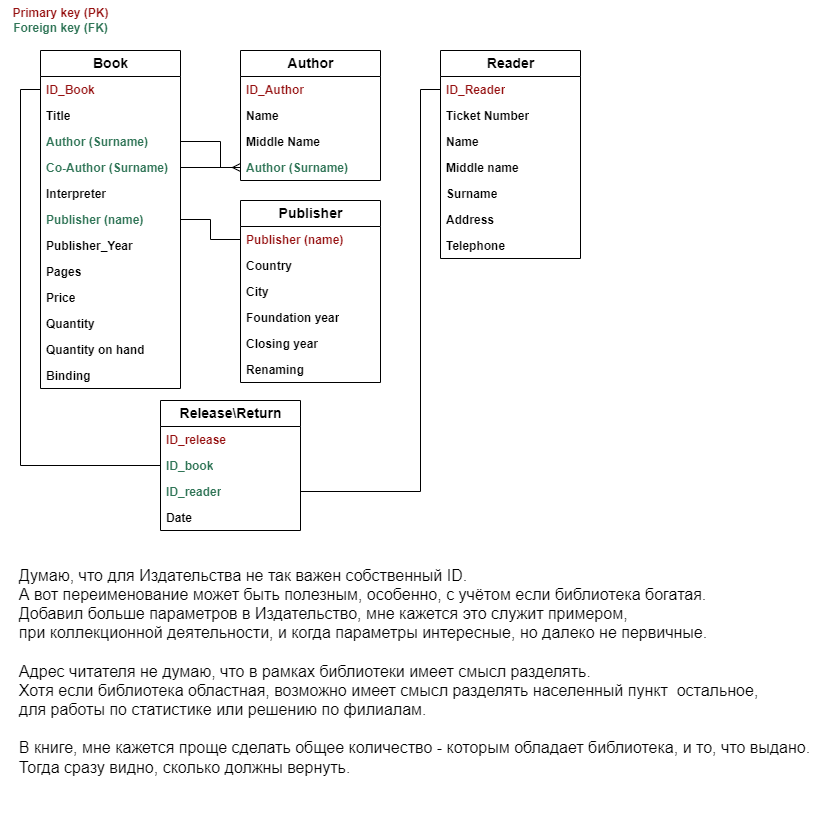 Primary key (PK)
Foreign key (FK)
Book
ID_Book
Title
Author (Surname)
Co-Author (Surname)
Interpreter
Publisher (name)
Publisher_Year
Pages
Price
Quantity
Quantity on hand
Binding
Author
ID_Author
Name
Middle Name
Author (Surname)
Publisher
Publisher (name)
Country
City
Foundation year
Closing year
Renaming
Reader
ID_Reader
Ticket Number
Name
Middle name
Surname
Address
Telephone
Release\Return
ID_release
ID_book
ID_reader
Date
Думаю, что для Издательства не так важен собственный ID.
А вот переименование может быть полезным, особенно, с учётом если библиотека богатая.
Добавил больше параметров в Издательство, мне кажется это служит примером,
при коллекционной деятельности, и когда параметры интересные, но далеко не первичные.
Адрес читателя не думаю, что в рамках библиотеки имеет смысл разделять.
Хотя если библиотека областная, возможно имеет смысл разделять населенный пункт остальное,
для работы по статистике или решению по филиалам.
В книге, мне кажется проще сделать общее количество - которым обладает библиотека, и то, что выдано.
Тогда сразу видно, сколько должны вернуть.